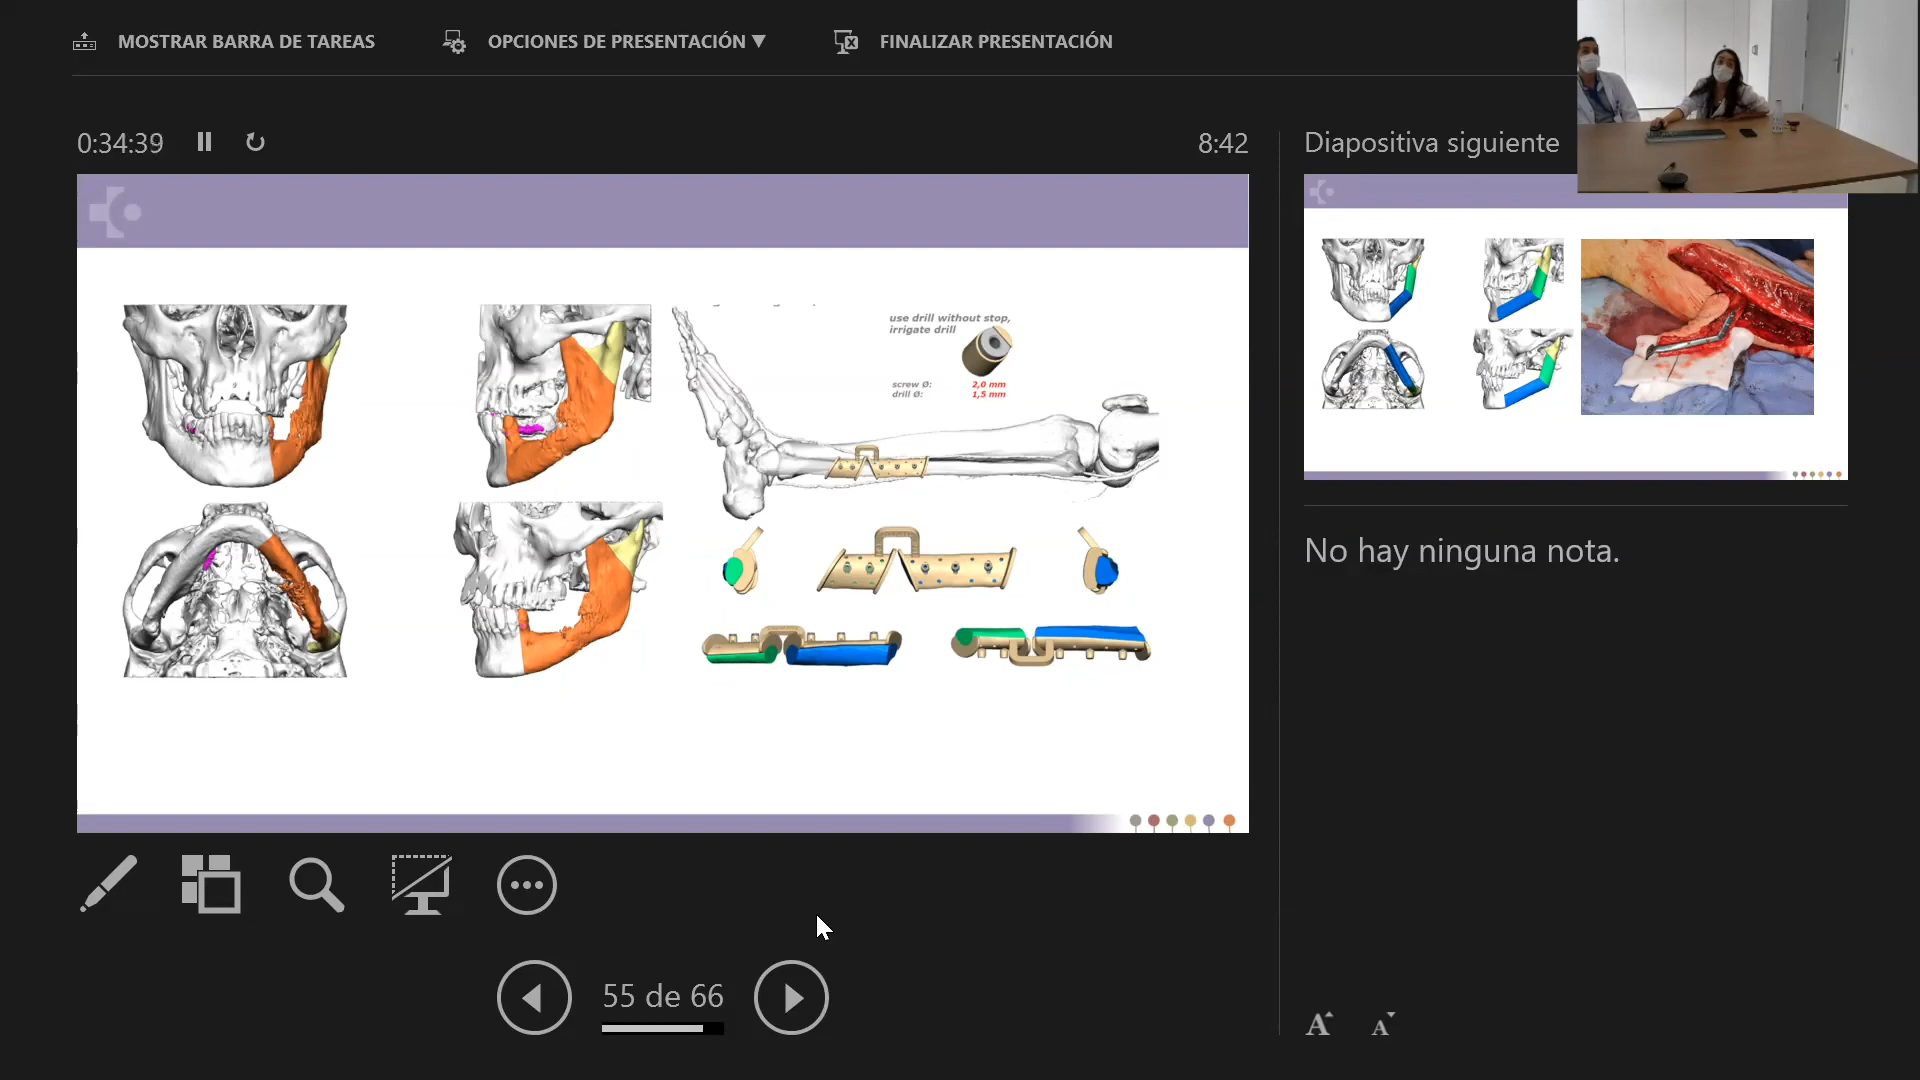 MOSTRAR BARRA DE TAREAS
OPCIONES DE PRESENTACIÓN ▼
FINALIZAR PRESENTACIÓN
0:34:39
8:42
use drill without stop,
irrigate drill
screw Ø: 2,0 mm
drill Ø: 1,5 mm
55 de 66
Diapositiva siguiente
No hay ninguna nota.
A
A